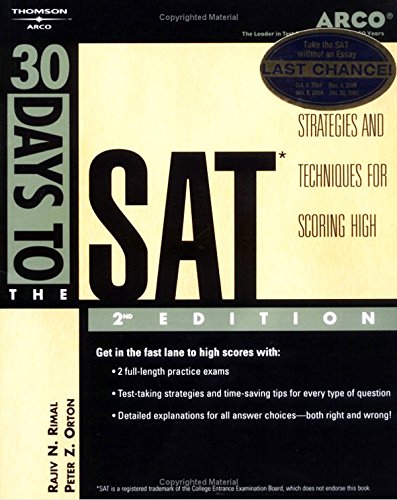 Copyrighted Material
THOMSON
ARCO
ARCO®
The Leader in Test
Years
Take the SAT
without an Essay
LAST CHANCE!
30
DAYS TO
THE
SAT*
STRATEGIES AND
TECHNIQUES FOR
SCORING HIGH
2ND EDITION
Get in the fast lane to high scores with:
• 2 full-length practice exams
• Test-taking strategies and time-saving tips for every type of question
• Detailed explanations for all answer choices—both right and wrong!
RAJIV N. RIMAL
PETER Z. ORTON
*SAT is a registered trademark of the College Entrance Examination Board, which does not endorse this book.
Copyrighted Material